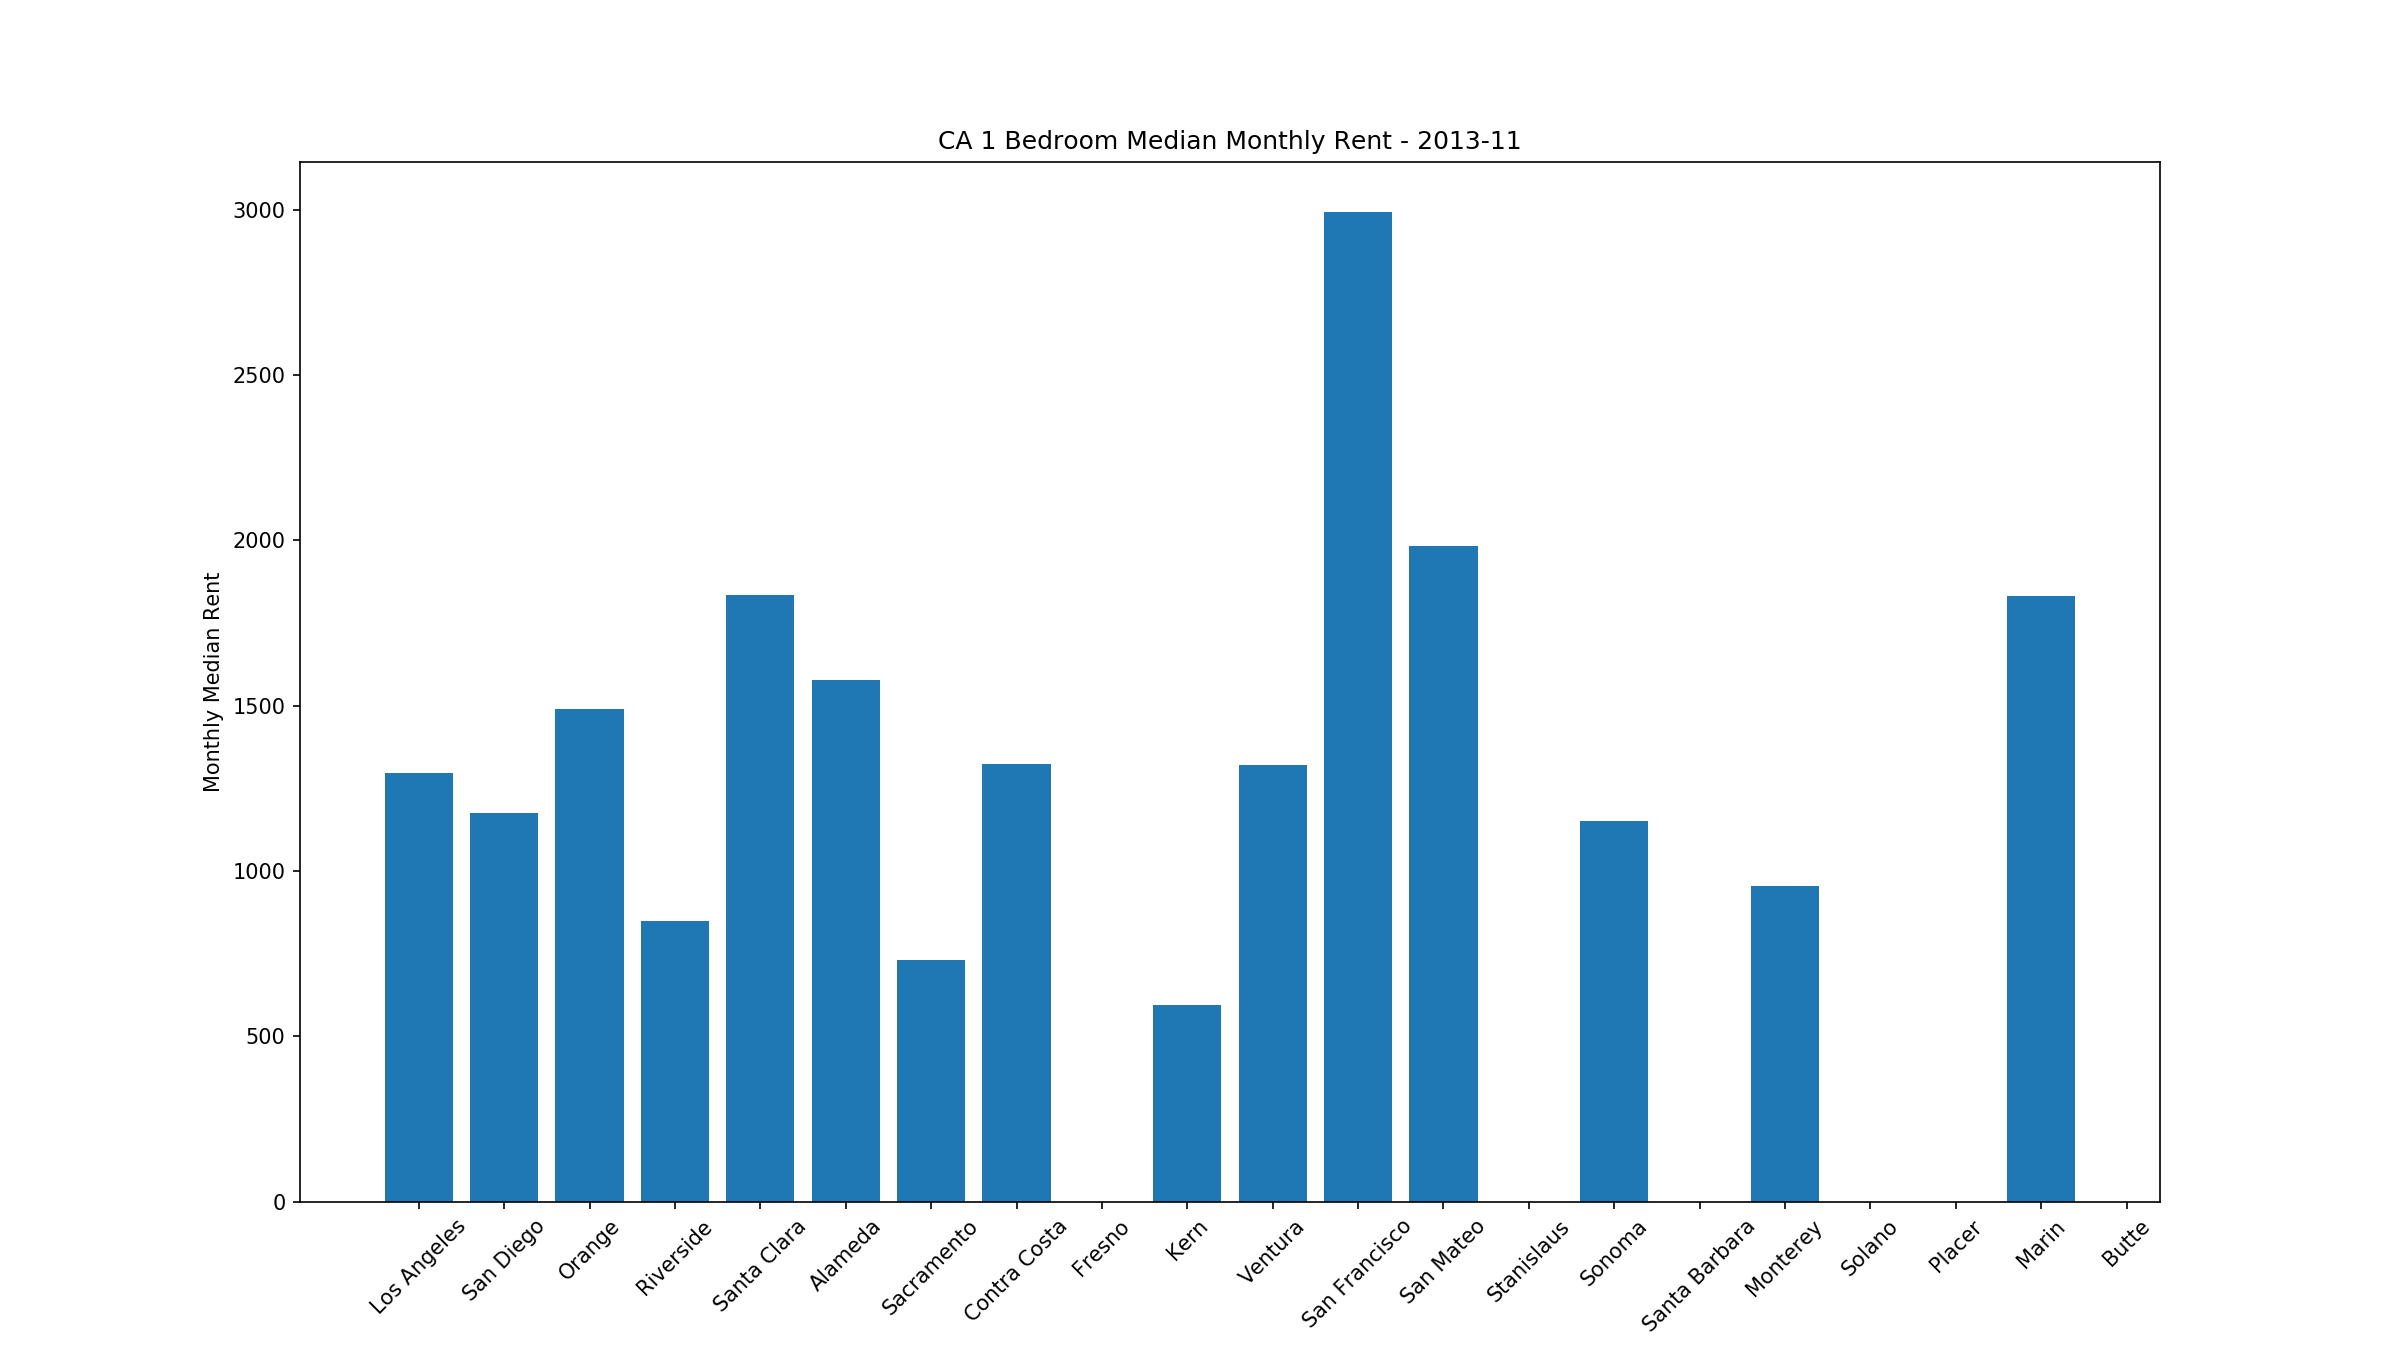 CA 1 Bedroom Median Monthly Rent - 2013-11
Monthly Median Rent
3000
2500
2000
1500
1000
500
0
Los Angeles
San Diego
Orange
Riverside
Santa Clara
Alameda
Sacramento
Contra Costa
Fresno
Kern
Ventura
San Francisco
San Mateo
Stanislaus
Sonoma
Santa Barbara
Monterey
Solano
Placer
Marin
Butte